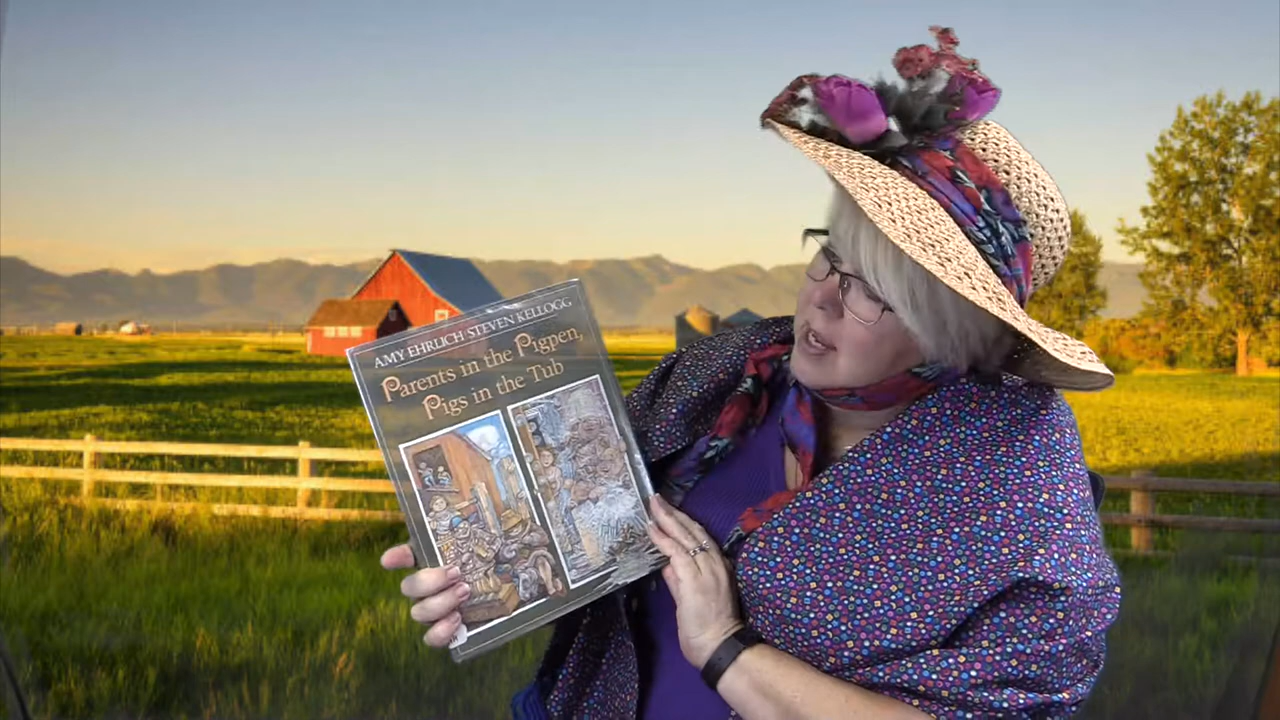 AMY EHRLICH STEVEN KELLOGG
Parents in the Pigpen,
Pigs in the Tub